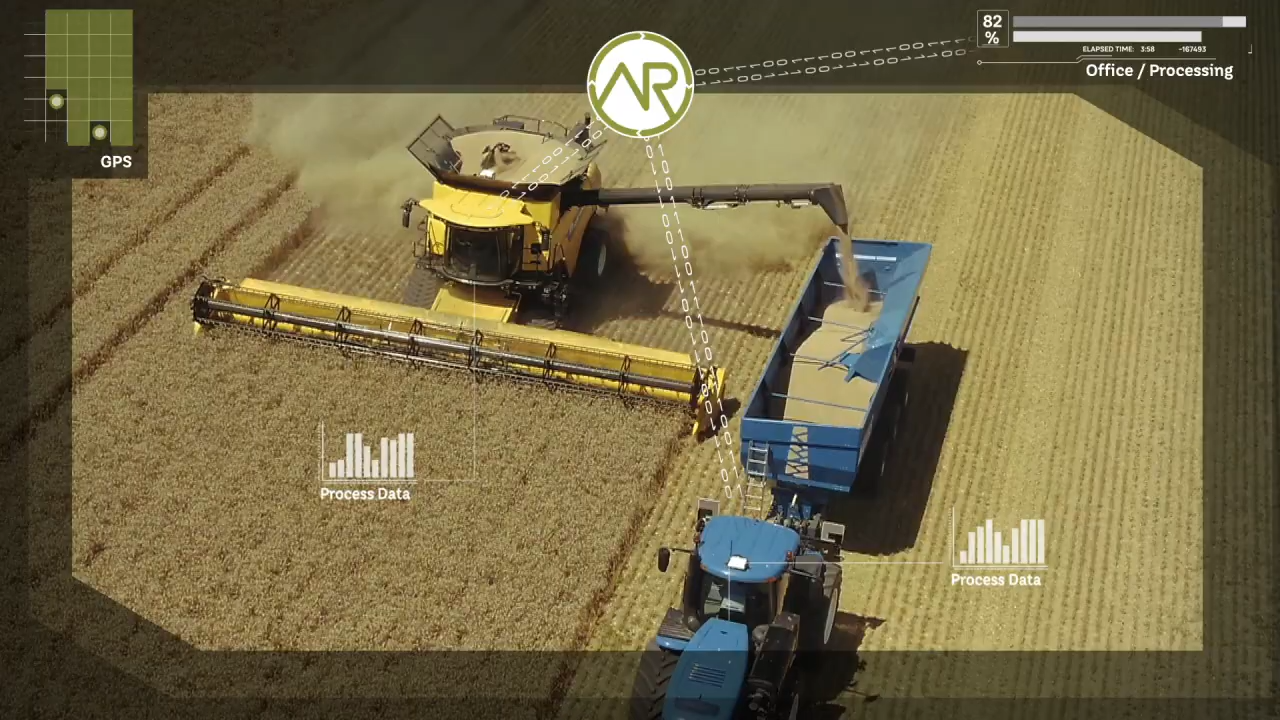 82
%
ELAPSED TIME: 3:58 -167493
Office / Processing
AR
GPS
Process Data
Process Data